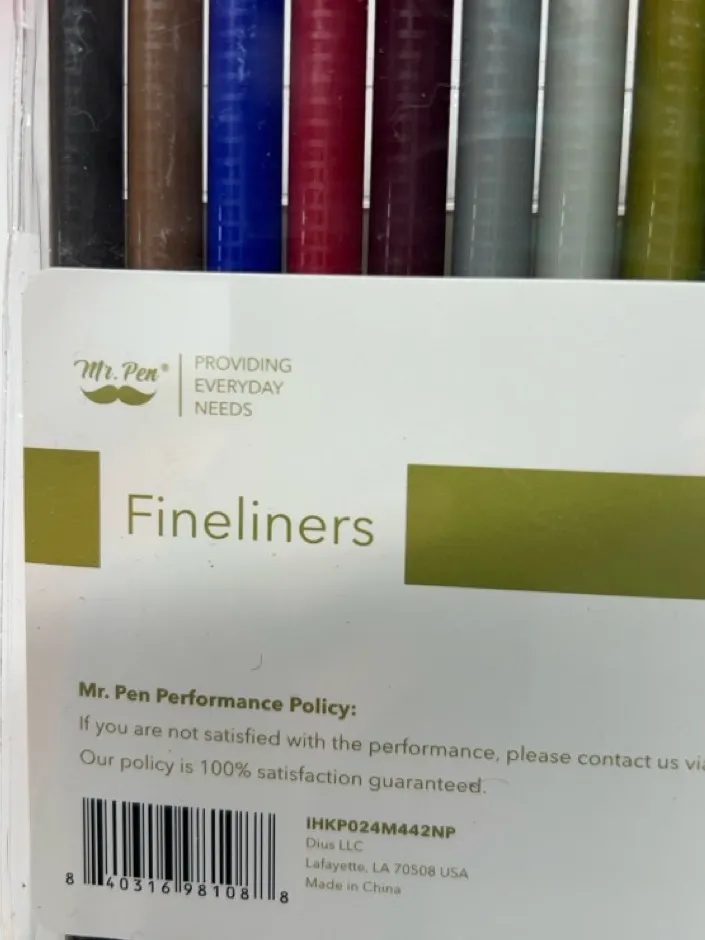 Mr. Pen®
PROVIDING
EVERYDAY
NEEDS
Fineliners
Mr. Pen Performance Policy:
If you are not satisfied with the performance, please contact us via
Our policy is 100% satisfaction guaranteed.
IHKP024M442NP
Dius LLC
Lafayette, LA 70508 USA
Made in China
8 40316 98108 8